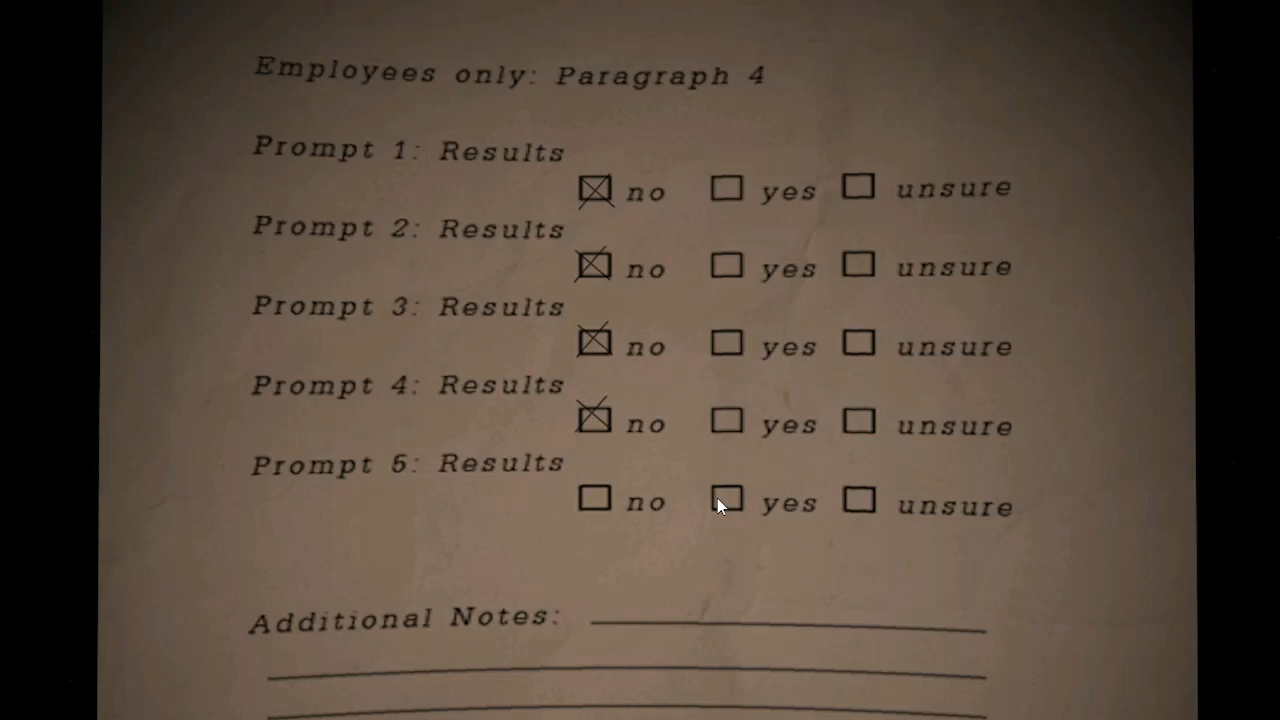 Employees only: Paragraph 4
Prompt 1: Results
no yes unsure
Prompt 2: Results
no yes unsure
Prompt 3: Results
no yes unsure
Prompt 4: Results
no yes unsure
Prompt 5: Results
no yes unsure
Additional Notes: